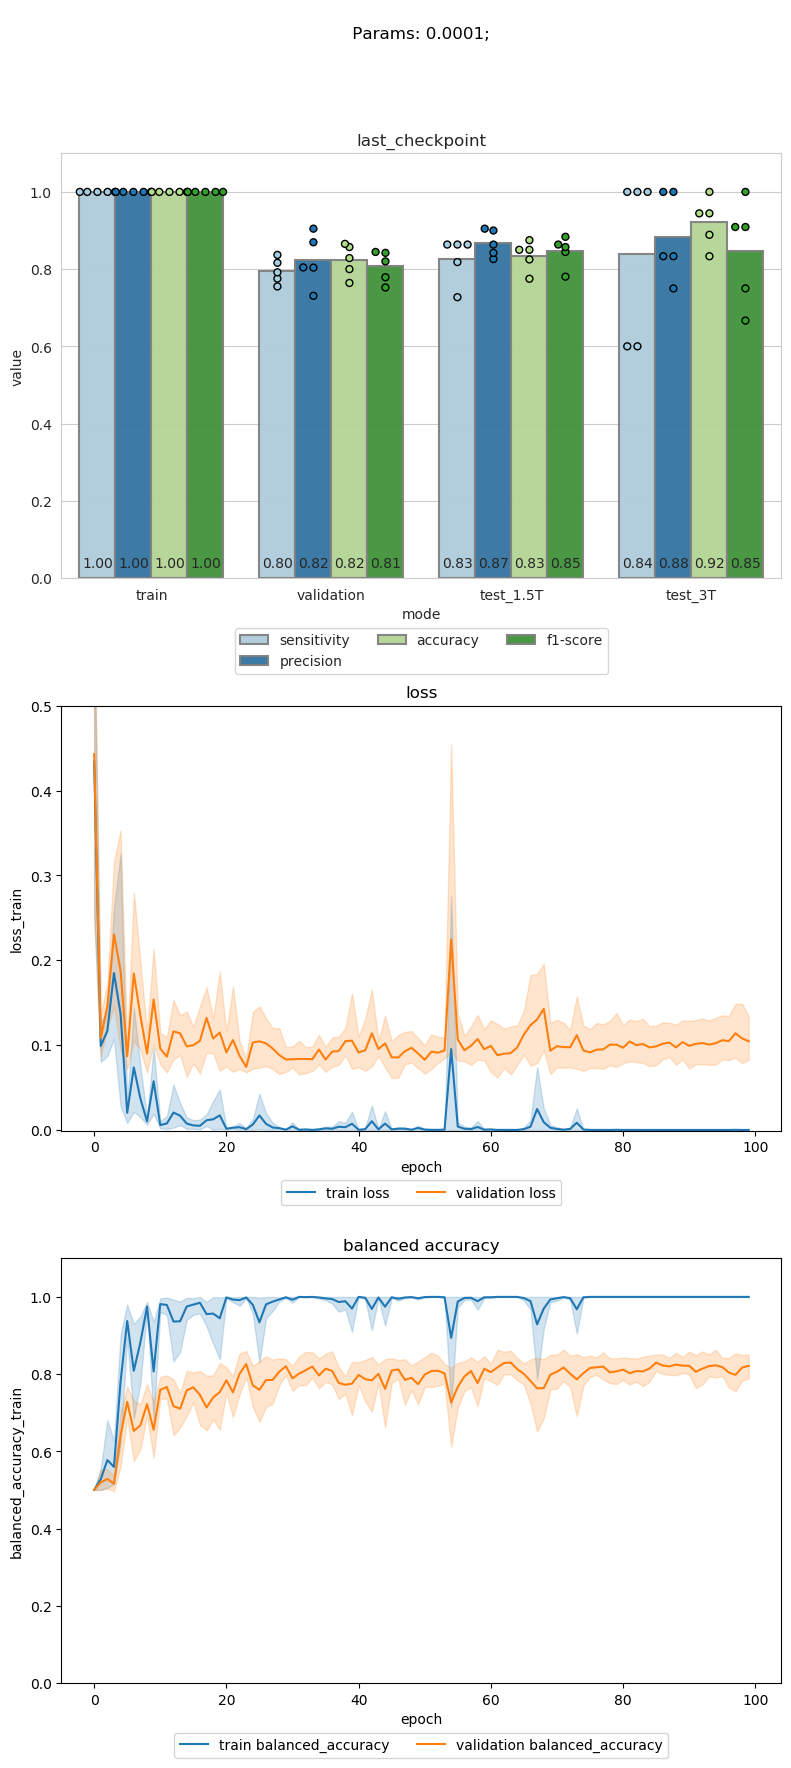 Params: 0.0001;
last_checkpoint
value
1.0
0.8
0.6
0.4
0.2
0.0
1.00 1.00 1.00 1.00 0.80 0.82 0.82 0.81 0.83 0.87 0.83 0.85 0.84 0.88 0.92 0.85
train validation test_1.5T test_3T
mode
sensitivity accuracy f1-score
precision
loss
loss_train
0.5
0.4
0.3
0.2
0.1
0.0
0 20 40 60 80 100
epoch
train loss validation loss
balanced accuracy
balanced_accuracy_train
1.0
0.8
0.6
0.4
0.2
0.0
0 20 40 60 80 100
epoch
train balanced_accuracy validation balanced_accuracy